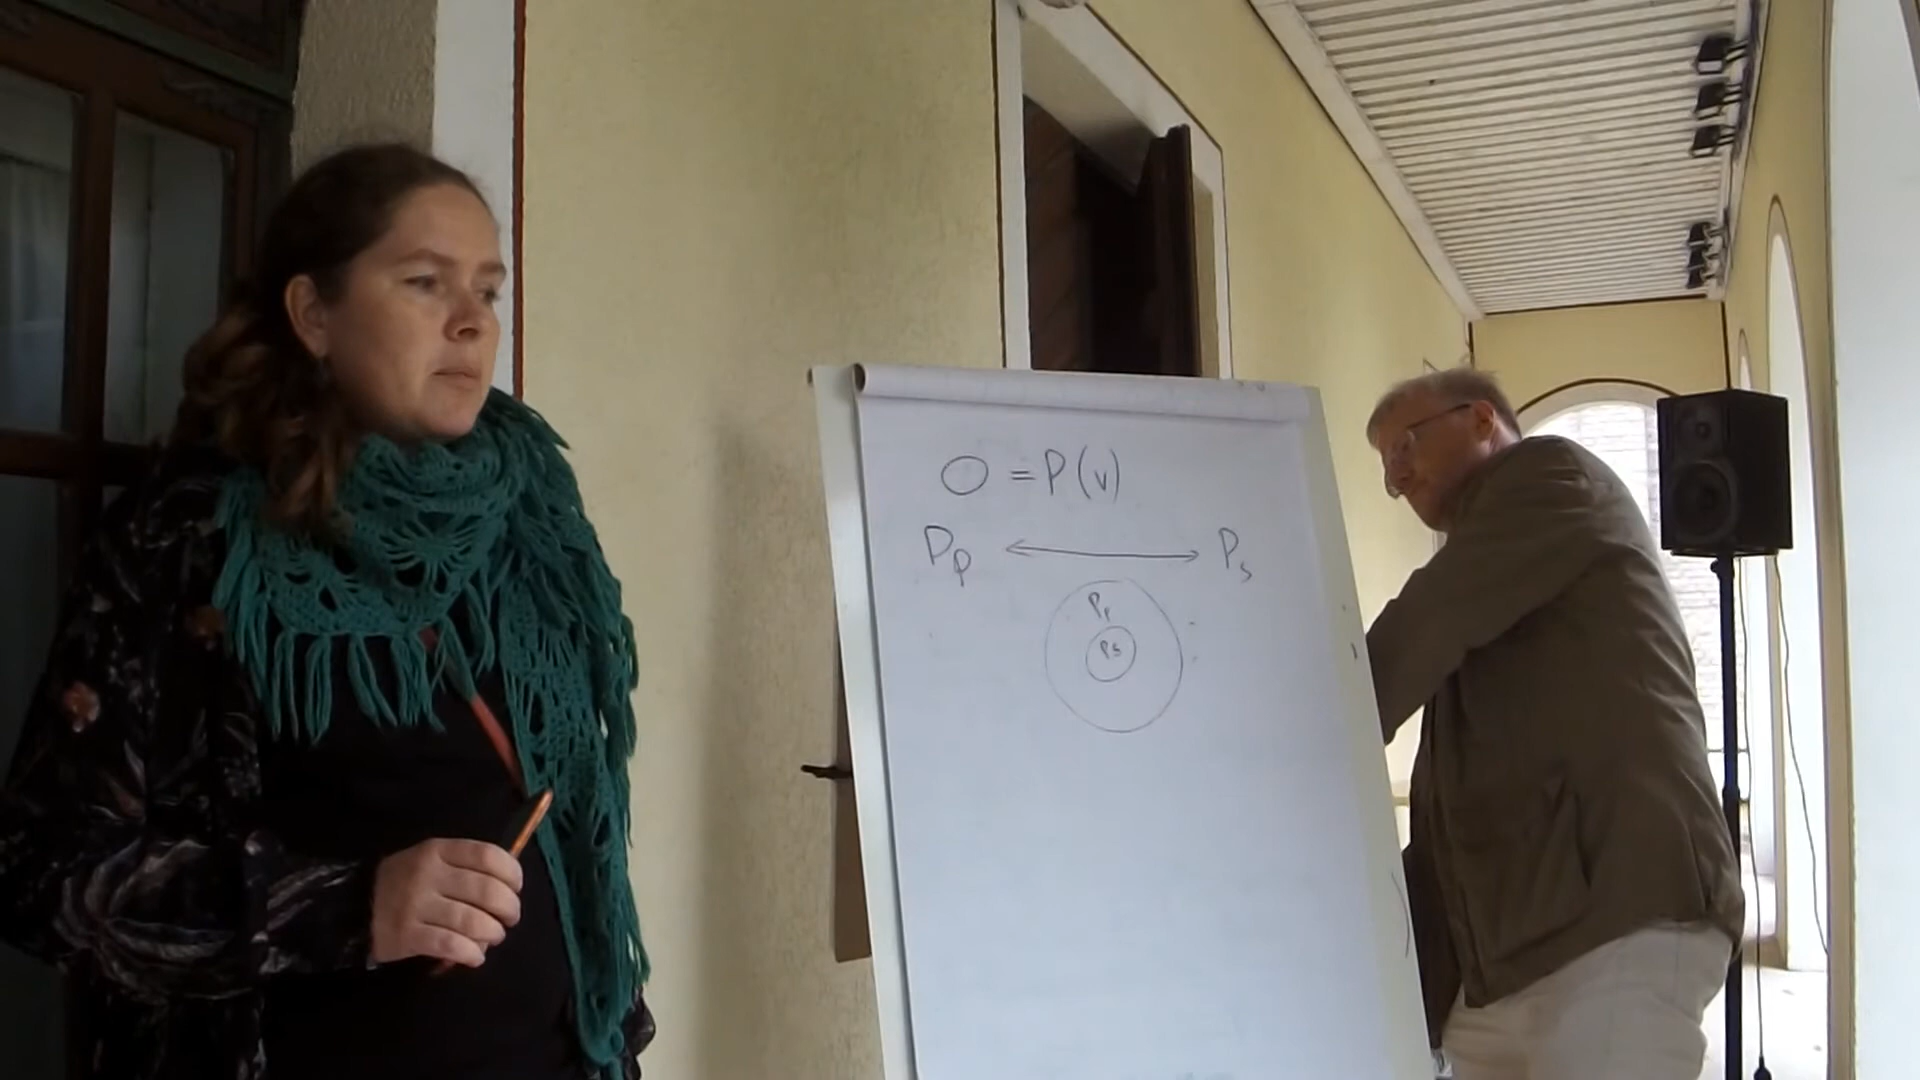 O = P(v)
Pp ⟷ Ps
Pp
Ps